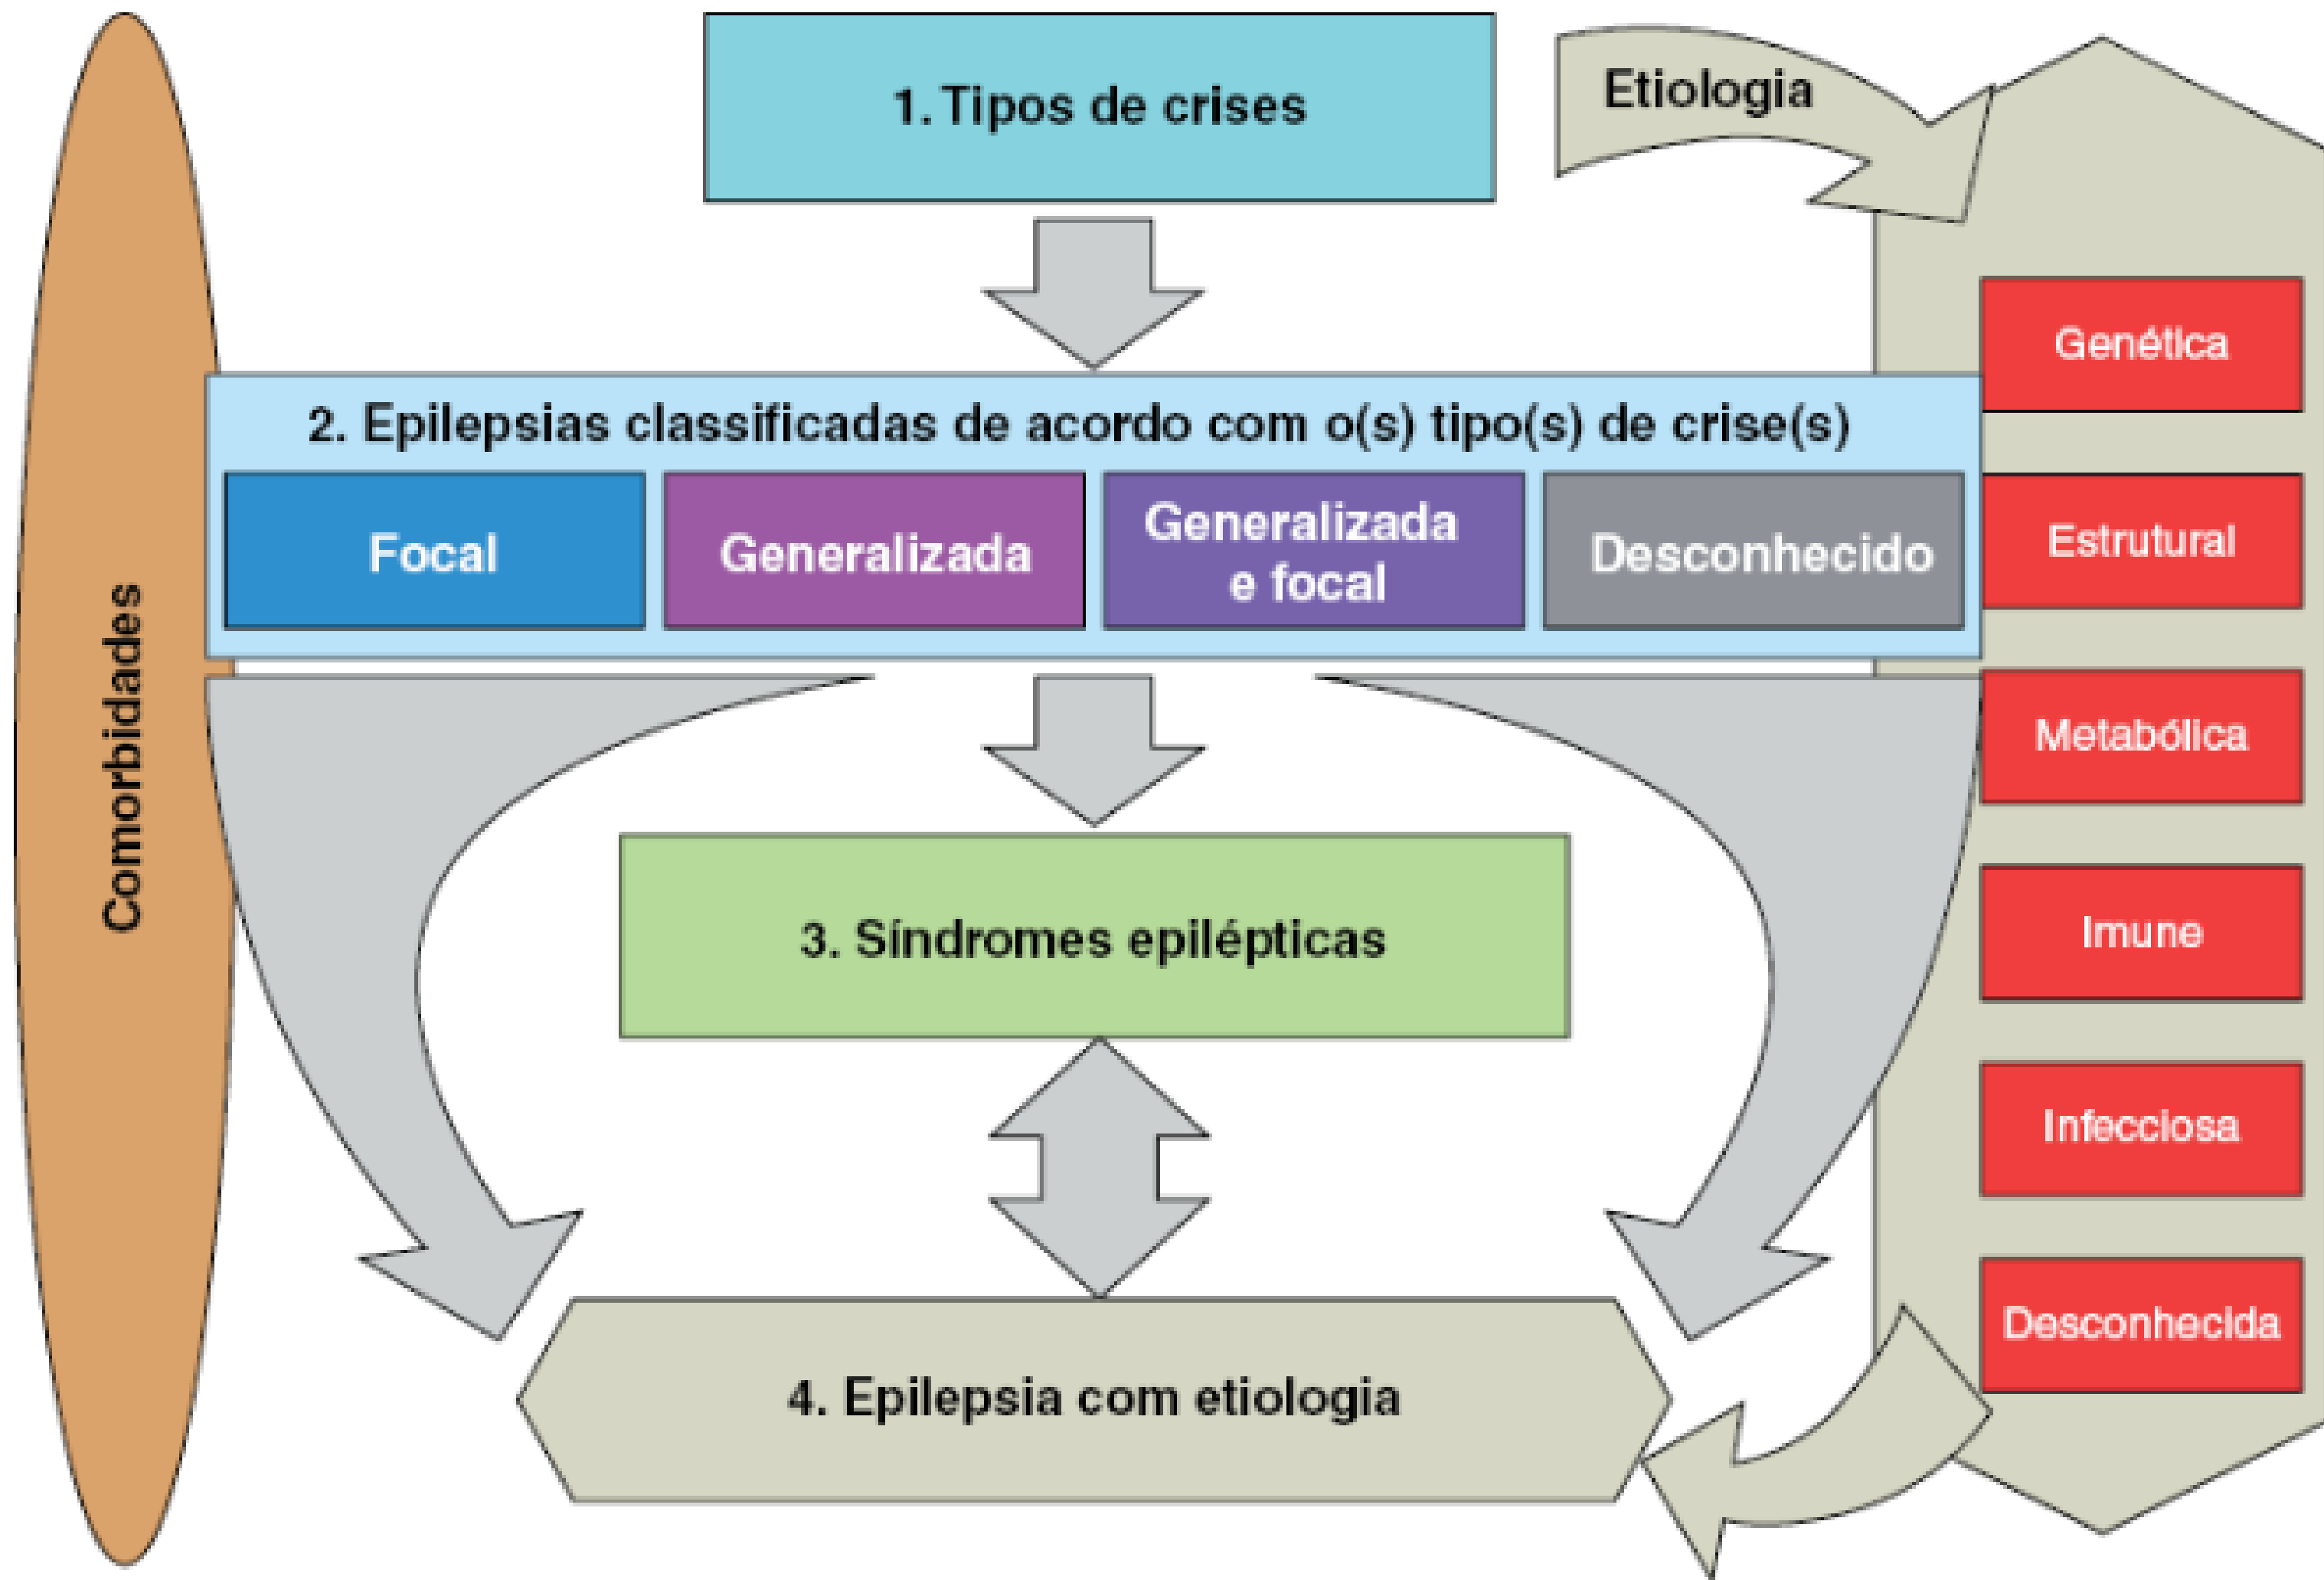 1. Tipos de crises
Etiologia
Comorbidades
2. Epilepsias classificadas de acordo com o(s) tipo(s) de crise(s)
Focal
Generalizada
Generalizada
e focal
Desconhecido
Genética
Estrutural
Metabólica
Imune
Infecciosa
Desconhecida
3. Síndromes epilépticas
4. Epilepsia com etiologia